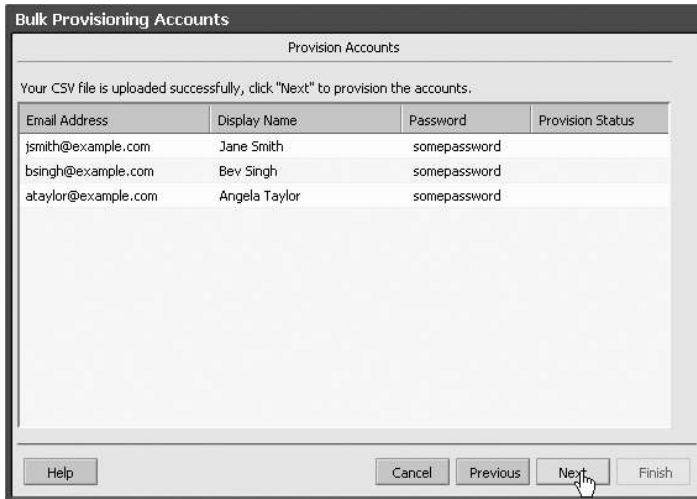 Bulk Provisioning Accounts
Provision Accounts
Your CSV file is uploaded successfully, click "Next" to provision the accounts.
Email Address Display Name Password Provision Status
jsmith@example.com Jane Smith somepassword
bsingh@example.com Bev Singh somepassword
ataylor@example.com Angela Taylor somepassword
Help Cancel Previous Next Finish